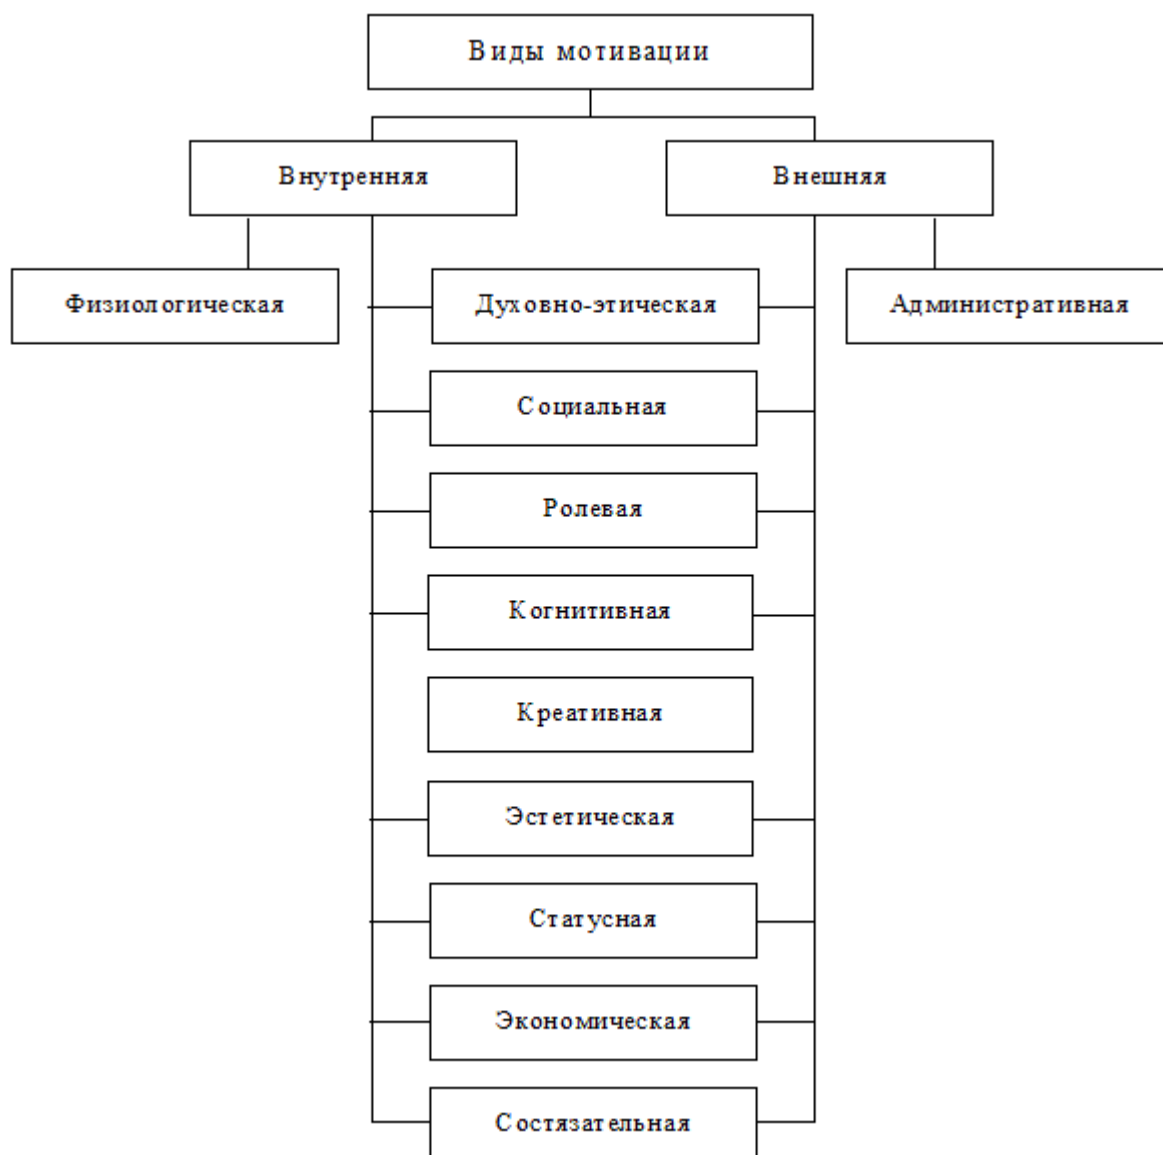 Виды мотивации
Внутренняя
Внешняя
Физиологическая
Духовно-этическая
Административная
Социальная
Ролевая
Когнитивная
Креативная
Эстетическая
Статусная
Экономическая
Состязательная